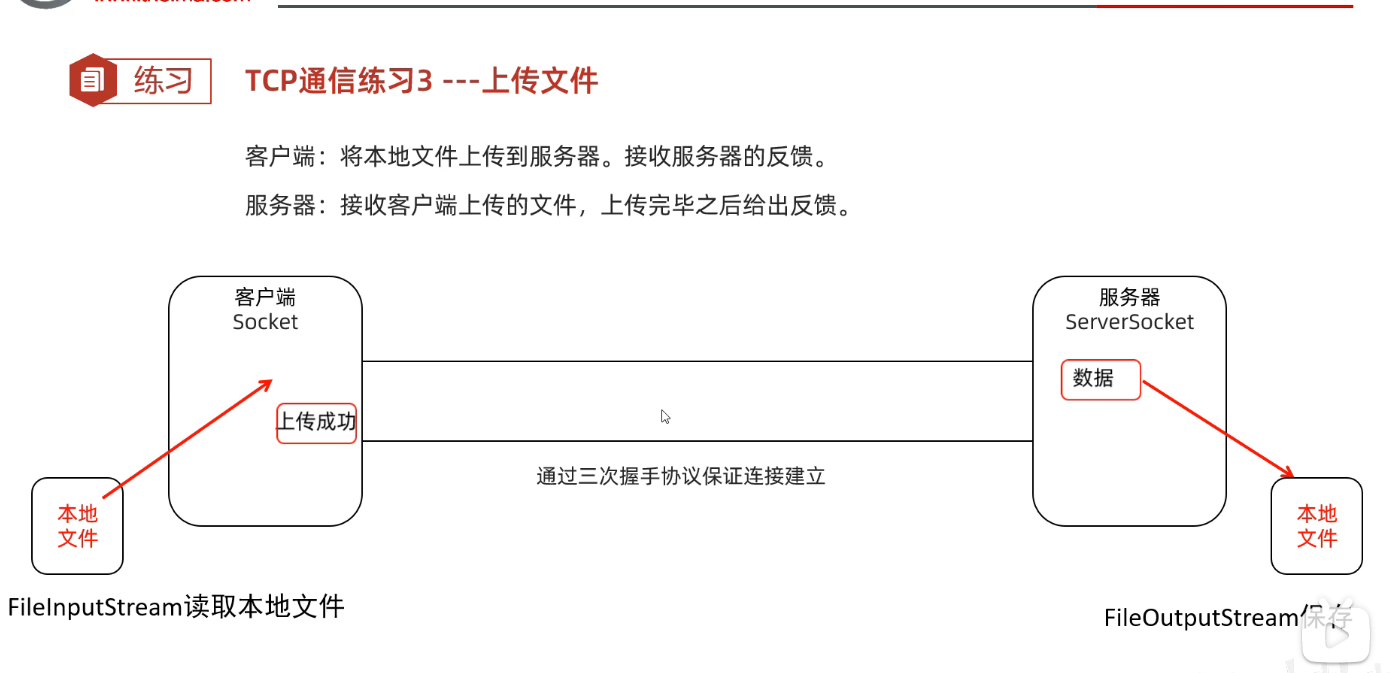 练习
TCP通信练习3 ---上传文件
客户端：将本地文件上传到服务器。接收服务器的反馈。
服务器：接收客户端上传的文件，上传完毕之后给出反馈。
客户端
Socket
服务器
ServerSocket
数据
上传成功
通过三次握手协议保证连接建立
本地
文件
本地
文件
FileInputStream读取本地文件
FileOutputStream保存